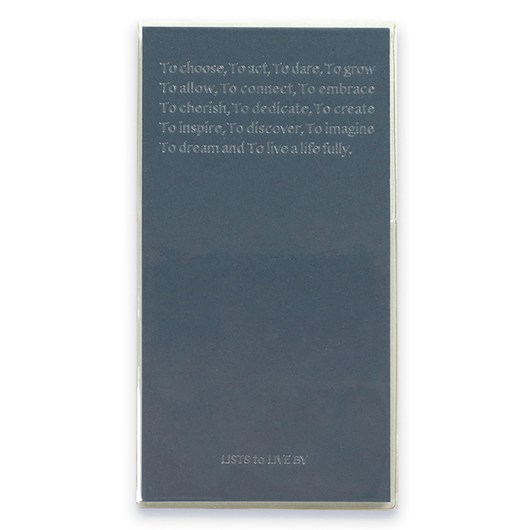 To choose, To act, To dare, To grow
To allow, To connect, To embrace
To cherish, To dedicate, To create
To inspire, To discover, To imagine
To dream and To live a life fully.
LISTS to LIVE BY